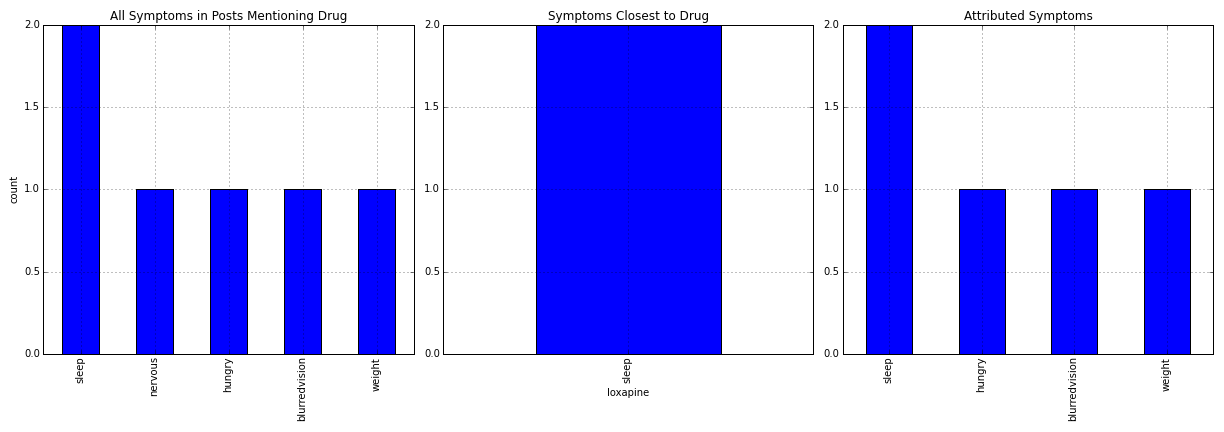 All Symptoms in Posts Mentioning Drug
2.0
1.5
1.0
0.5
0.0
count
sleep
nervous
hungry
blurredvision
weight
Symptoms Closest to Drug
2.0
1.5
1.0
0.5
0.0
sleep
loxapine
Attributed Symptoms
2.0
1.5
1.0
0.5
0.0
sleep
hungry
blurredvision
weight